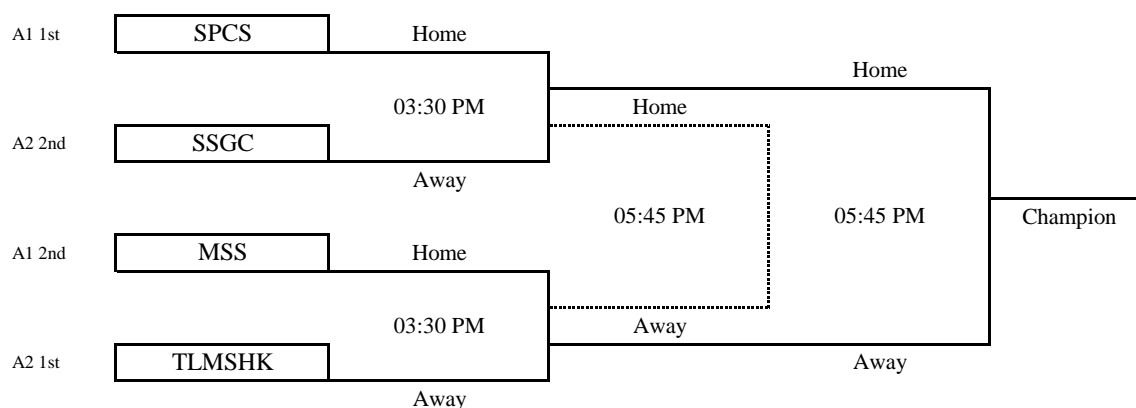 A1 1st SPCS Home
Home
03:30 PM Home
A2 2nd SSGC
Away
05:45 PM 05:45 PM Champion
A1 2nd MSS Home
03:30 PM Away
A2 1st TLMSHK Away
Away